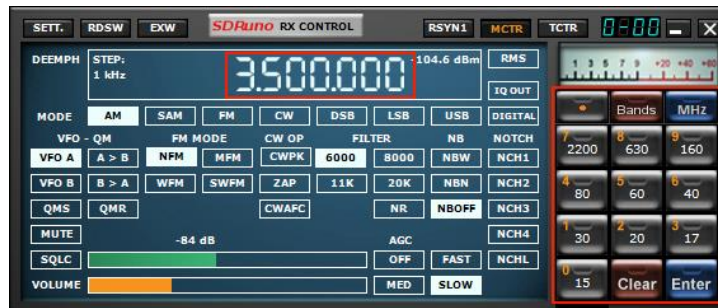 SETT. RDSW EXW SDRuno RX CONTROL RSYN1 MCTR TCTR 0-00 X
DEEMPH STEP: -104.6 dBm RMS 1 3 5 7 9 +20 +40 +60
1 kHz 3.500.000 IQ OUT
MODE AM SAM FM CW DSB LSB USB DIGITAL • Bands MHz
VFO - QM FM MODE CW OP FILTER NB NOTCH
VFO A A > B NFM MFM CWPK 6000 8000 NBW NCH1 7 2200 8 630 9 160
VFO B B > A WFM SWFM ZAP 11K 20K NBN NCH2 4 80 5 60 6 40
QMS QMR CWAFC NR NBOFF NCH3
MUTE -84 dB AGC NCH4 1 30 2 20 3 17
SQLC OFF FAST NCHL
VOLUME MED SLOW 0 15 Clear Enter